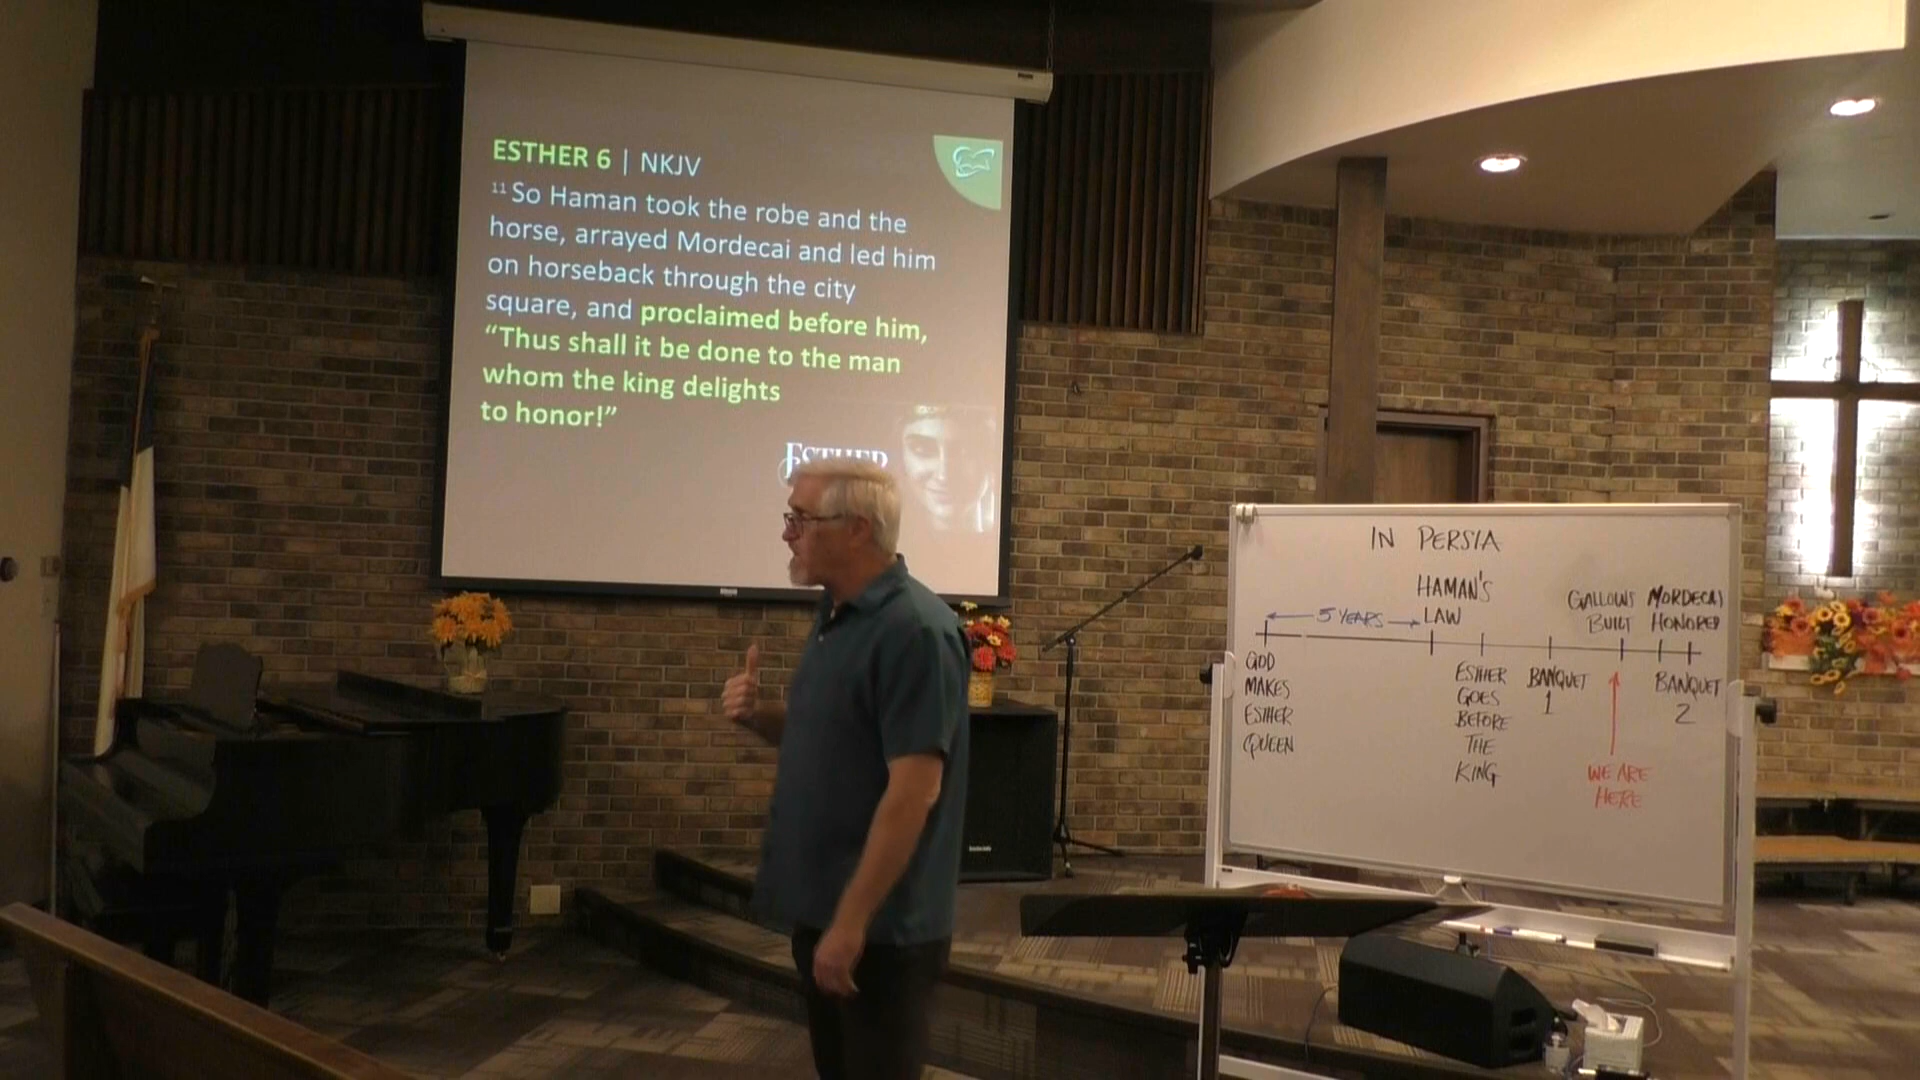 ESTHER 6 | NKJV
11 So Haman took the robe and the
horse, arrayed Mordecai and led him
on horseback through the city
square, and proclaimed before him,
“Thus shall it be done to the man
whom the king delights
to honor!”
ESTHER
IN PERSIA
5 YEARS
HAMAN'S
LAW
GALLOWS
BUILT
MORDECAI
HONORED
GOD
MAKES
ESTHER
QUEEN
ESTHER
GOES
BEFORE
THE
KING
BANQUET
1
BANQUET
2
WE ARE
HERE